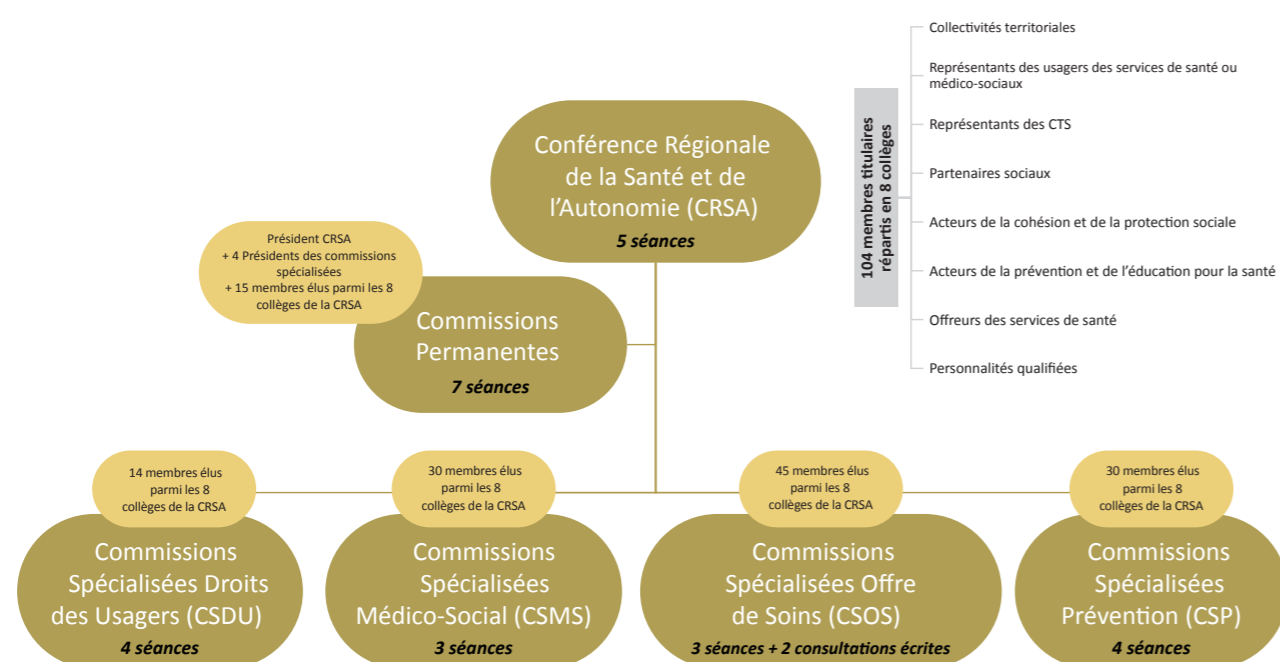 Conférence Régionale
de la Santé et de
l'Autonomie (CRSA)
5 séances
104 membres titulaires
répartis en 8 collèges
Collectivités territoriales
Représentants des usagers des services de santé ou
médico-sociaux
Représentants des CTS
Partenaires sociaux
Acteurs de la cohésion et de la protection sociale
Acteurs de la prévention et de l'éducation pour la santé
Offreurs des services de santé
Personnalités qualifiées
Président CRSA
+ 4 Présidents des commissions
spécialisées
+ 15 membres élus parmi les 8
collèges de la CRSA
Commissions
Permanentes
7 séances
14 membres élus
parmi les 8
collèges de la CRSA
Commissions
Spécialisées Droits
des Usagers (CSDU)
4 séances
30 membres élus
parmi les 8
collèges de la CRSA
Commissions
Spécialisées
Médico-Social (CSMS)
3 séances
45 membres élus
parmi les 8
collèges de la CRSA
Commissions
Spécialisées Offre
de Soins (CSOS)
3 séances + 2 consultations écrites
30 membres élus
parmi les 8
collèges de la CRSA
Commissions
Spécialisées
Prévention (CSP)
4 séances